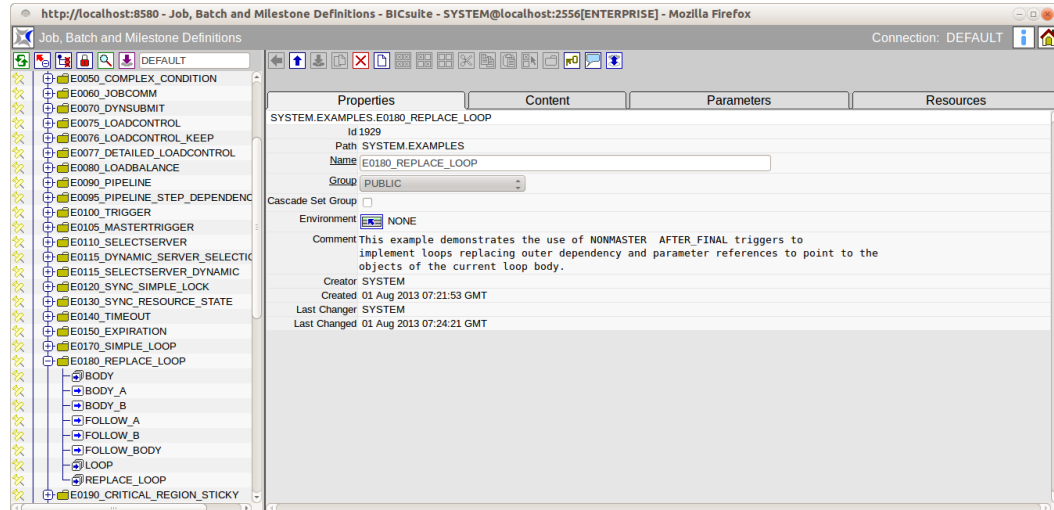 http://localhost:8580 - Job, Batch and Milestone Definitions - BICsuite - SYSTEM@localhost:2556[ENTERPRISE] - Mozilla Firefox
Job, Batch and Milestone Definitions
Connection: DEFAULT
DEFAULT
E0050_COMPLEX_CONDITION
E0060_JOBCOMM
E0070_DYNSUBMIT
E0075_LOADCONTROL
E0076_LOADCONTROL_KEEP
E0077_DETAILED_LOADCONTROL
E0080_LOADBALANCE
E0090_PIPELINE
E0095_PIPELINE_STEP_DEPENDENC
E0100_TRIGGER
E0105_MASTERTRIGGER
E0110_SELECTSERVER
E0115_DYNAMIC_SERVER_SELECTIO
E0115_SELECTSERVER_DYNAMIC
E0120_SYNC_SIMPLE_LOCK
E0130_SYNC_RESOURCE_STATE
E0140_TIMEOUT
E0150_EXPIRATION
E0170_SIMPLE_LOOP
E0180_REPLACE_LOOP
BODY
BODY_A
BODY_B
FOLLOW_A
FOLLOW_B
FOLLOW_BODY
LOOP
REPLACE_LOOP
E0190_CRITICAL_REGION_STICKY
Properties Content Parameters Resources
SYSTEM.EXAMPLES.E0180_REPLACE_LOOP
Id 1929
Path SYSTEM.EXAMPLES
Name E0180_REPLACE_LOOP
Group PUBLIC
Cascade Set Group
Environment NONE
Comment This example demonstrates the use of NONMASTER AFTER_FINAL triggers to
implement loops replacing outer dependency and parameter references to point to the
objects of the current loop body.
Creator SYSTEM
Created 01 Aug 2013 07:21:53 GMT
Last Changer SYSTEM
Last Changed 01 Aug 2013 07:24:21 GMT